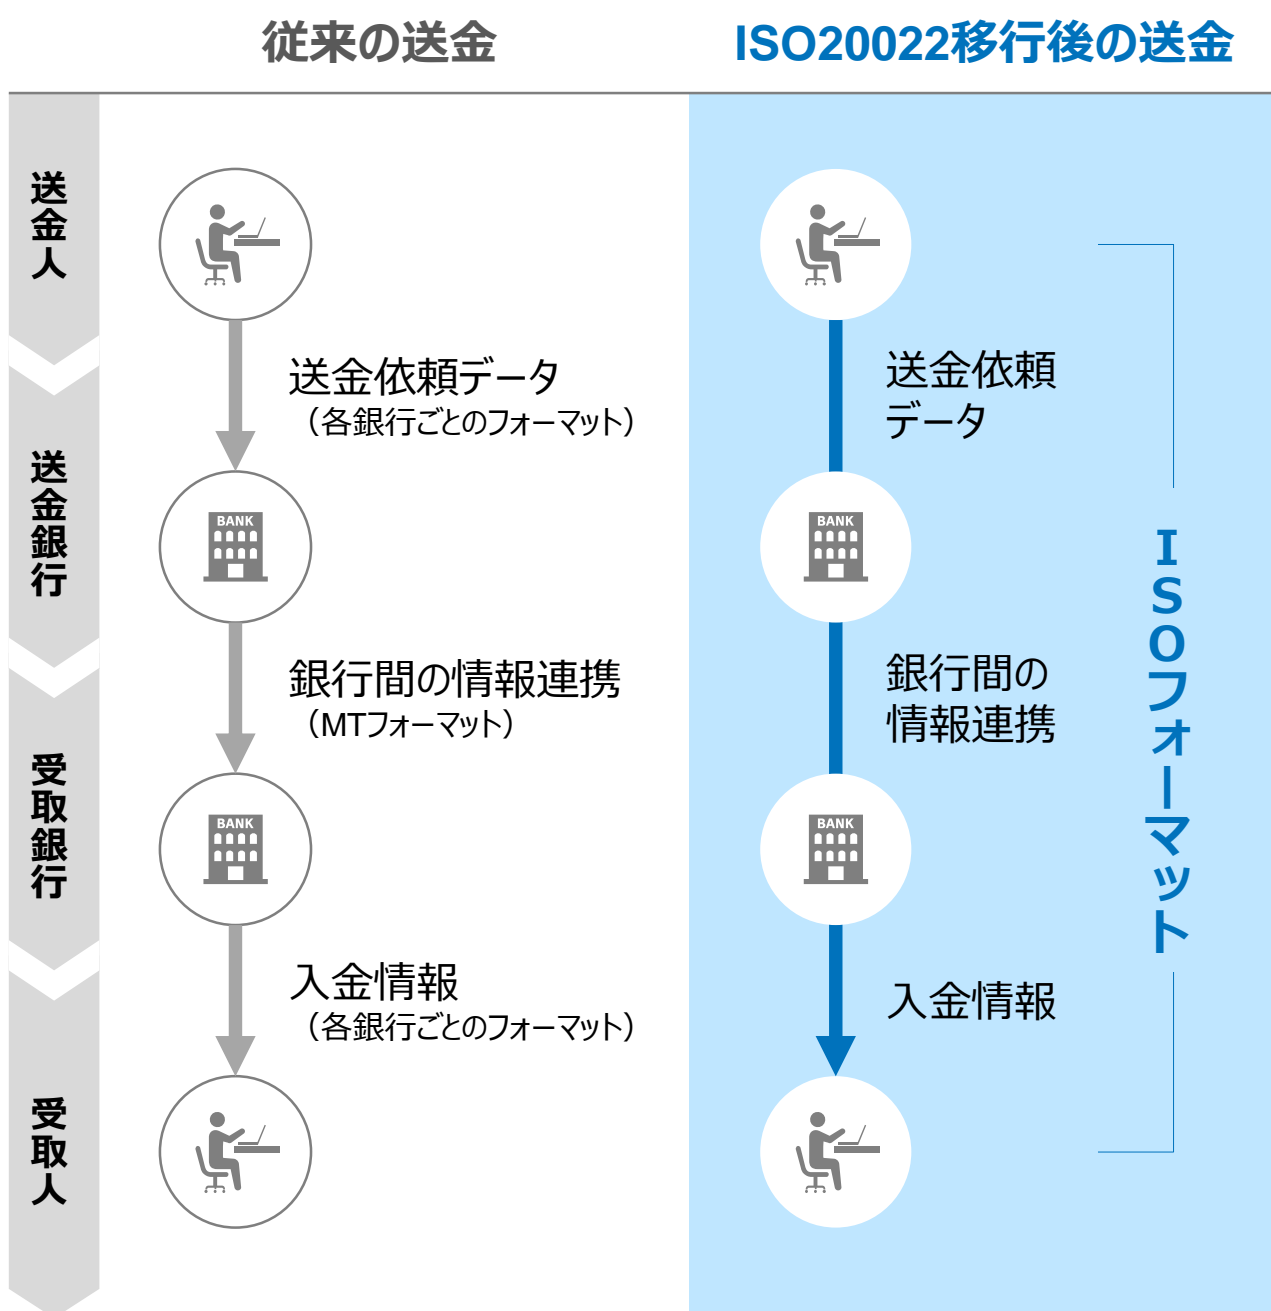 従来の送金
ISO20022移行後の送金
送金人
送金依頼データ
（各銀行ごとのフォーマット）
送金依頼
データ
送金銀行
BANK
BANK
銀行間の情報連携
（MTフォーマット）
銀行間の
情報連携
受取銀行
BANK
BANK
入金情報
（各銀行ごとのフォーマット）
入金情報
受取人
ISOフォーマット